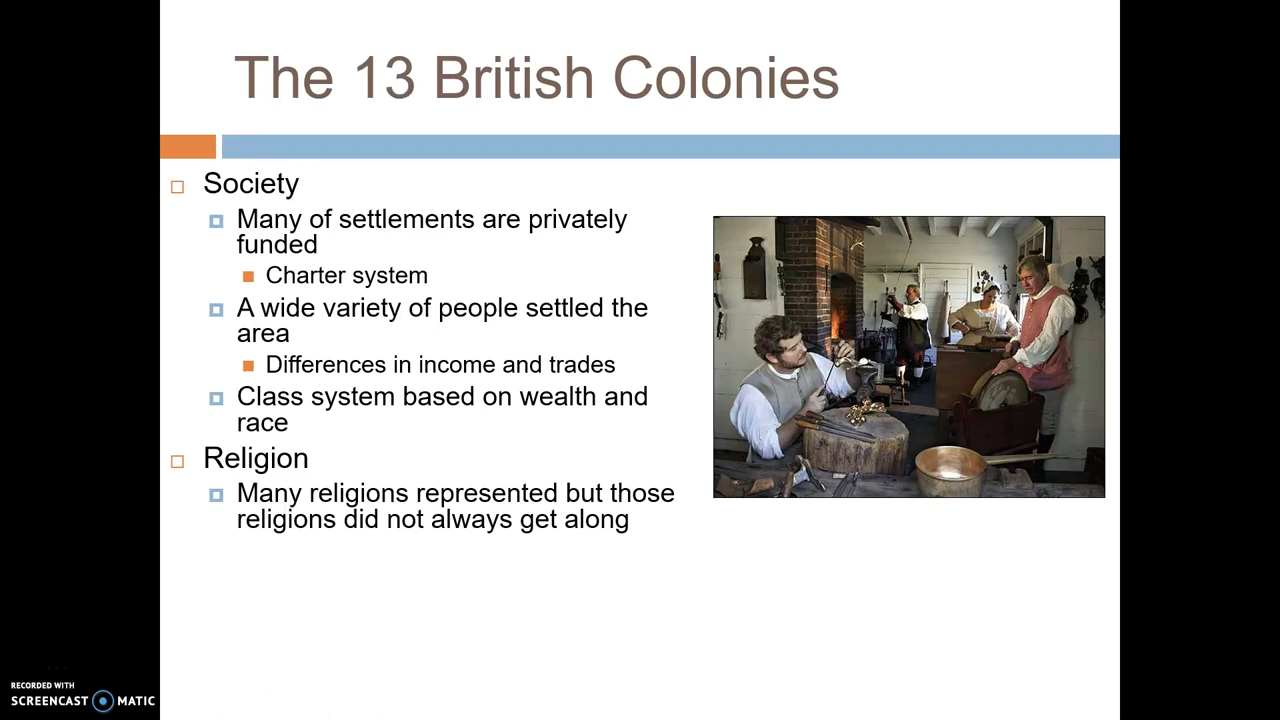 The 13 British Colonies
Society
Many of settlements are privately
funded
Charter system
A wide variety of people settled the
area
Differences in income and trades
Class system based on wealth and
race
Religion
Many religions represented but those
religions did not always get along
RECORDED WITH
SCREENCAST MATIC